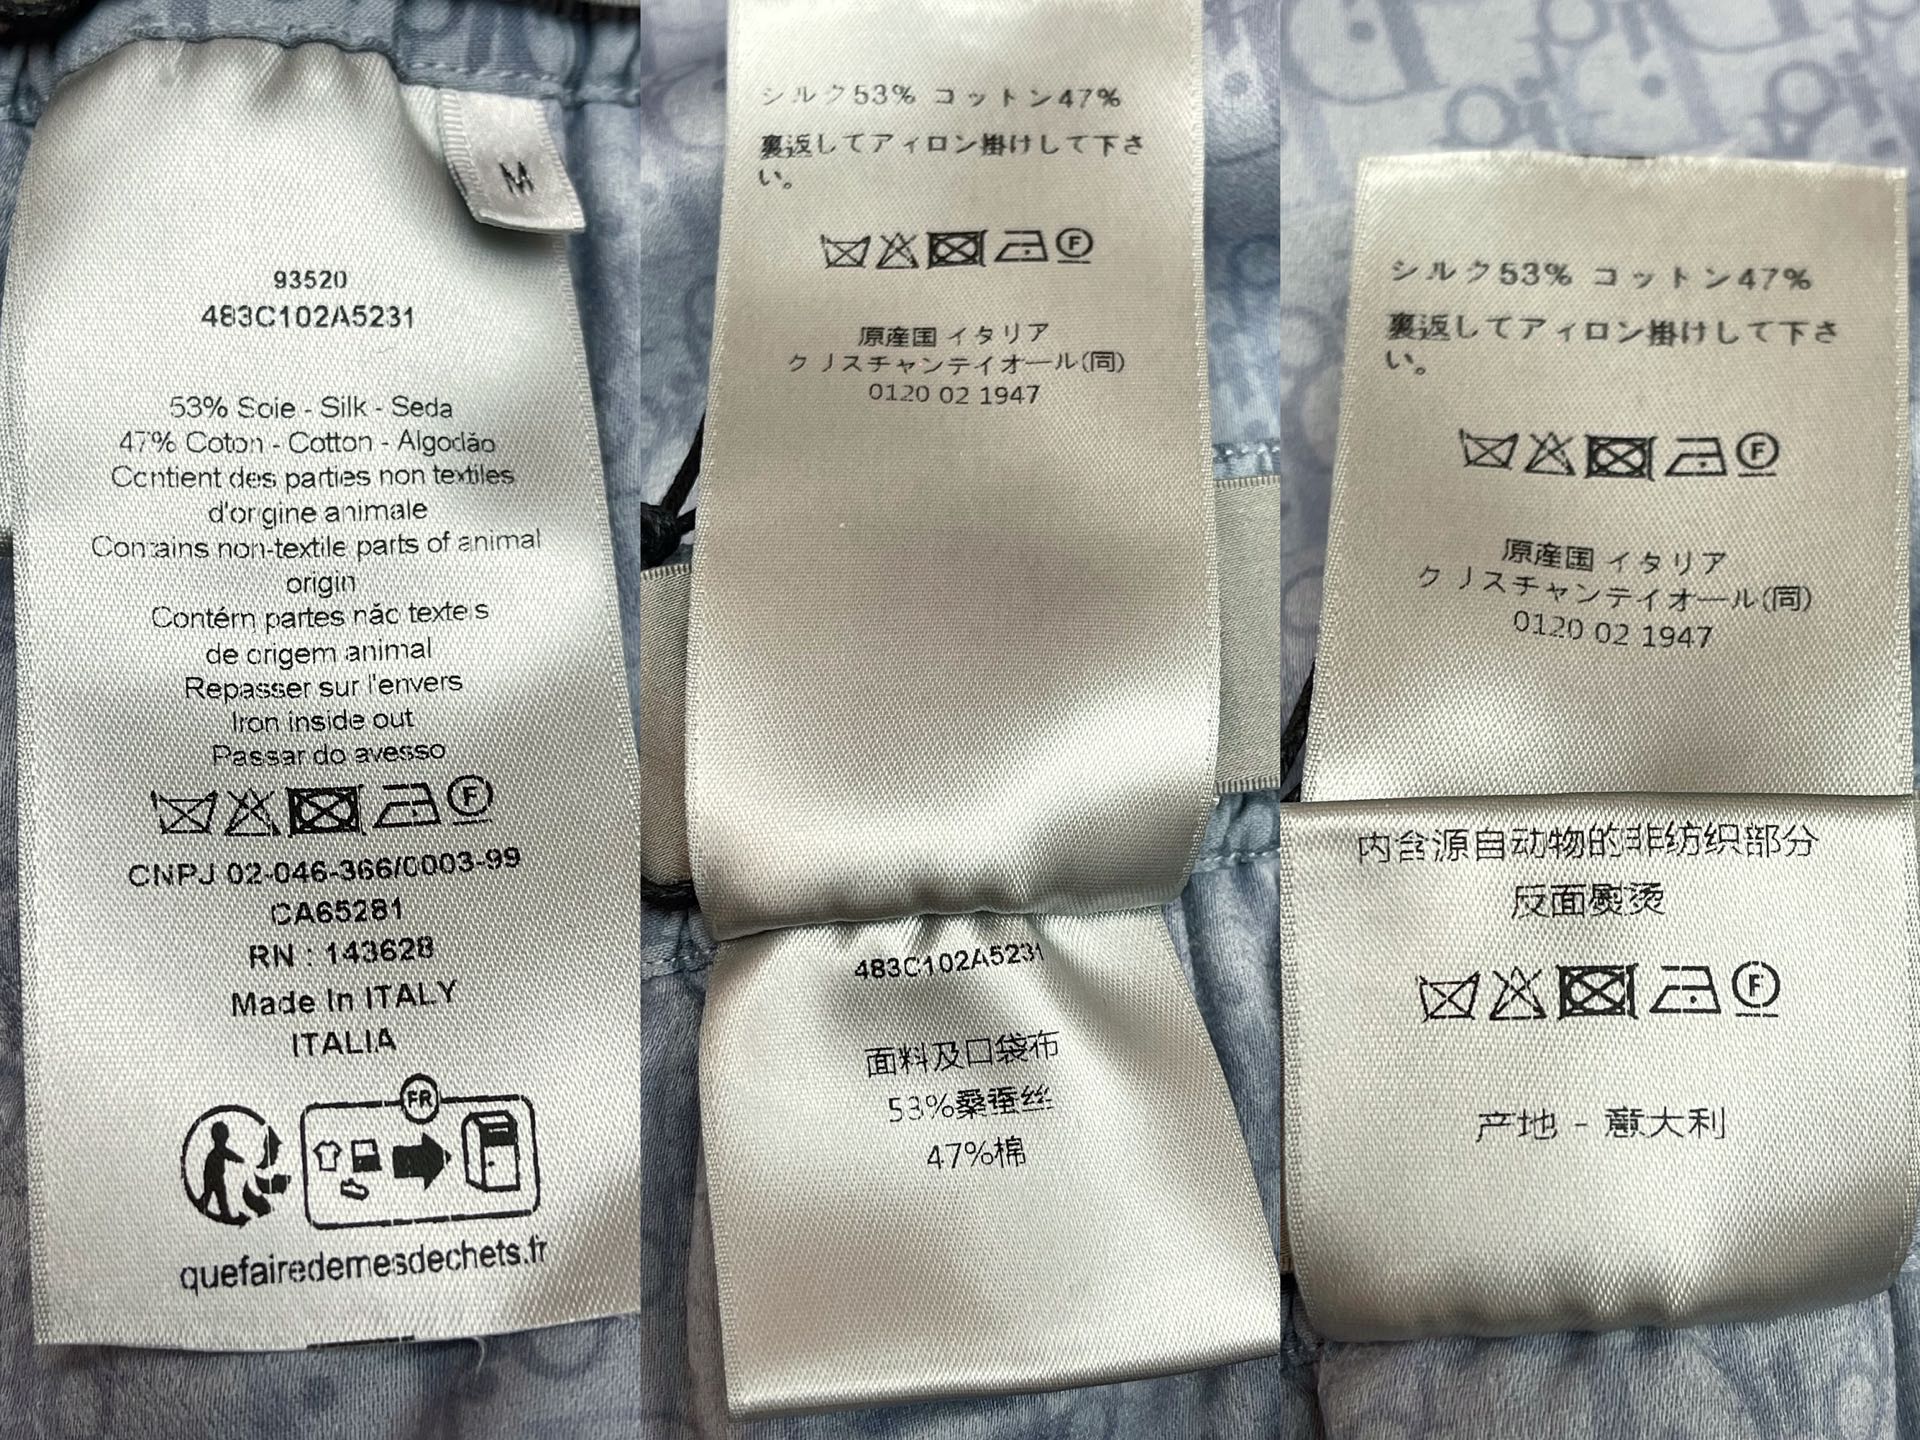 M
93520
483C102A5231
53% Soie - Silk - Seda
47% Coton - Cotton - Algodão
Contient des parties non textiles
d'origine animale
Contains non-textile parts of animal
origin
Contém partes não texteis
de origem animal
Repasser sur l'envers
Iron inside out
Passar do avesso
F
CNPJ 02-046-366/0003-99
CA65281
RN : 143628
Made In ITALY
ITALIA
FR
quefairedemesdechets.fr
シルク53% コットン47%
裏返してアイロン掛けして下さ
い。
F
原産国 イタリア
クリスチャンデイオール(同)
0120 02 1947
483C102A5231
面料及口袋布
53%桑蚕丝
47%棉
シルク53% コットン47%
裏返してアイロン掛けして下さ
い。
F
原産国 イタリア
クリスチャンデイオール(同)
0120 02 1947
内含源自动物的非纺织部分
反面熨烫
F
产地 - 意大利